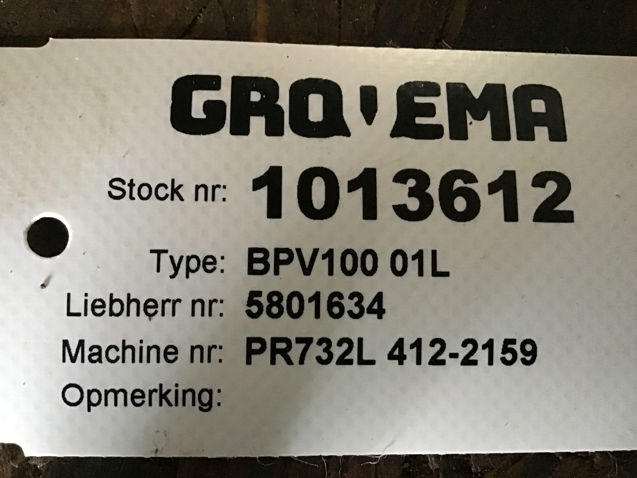 GROVEMA
Stock nr: 1013612
Type: BPV100 01L
Liebherr nr: 5801634
Machine nr: PR732L 412-2159
Opmerking: